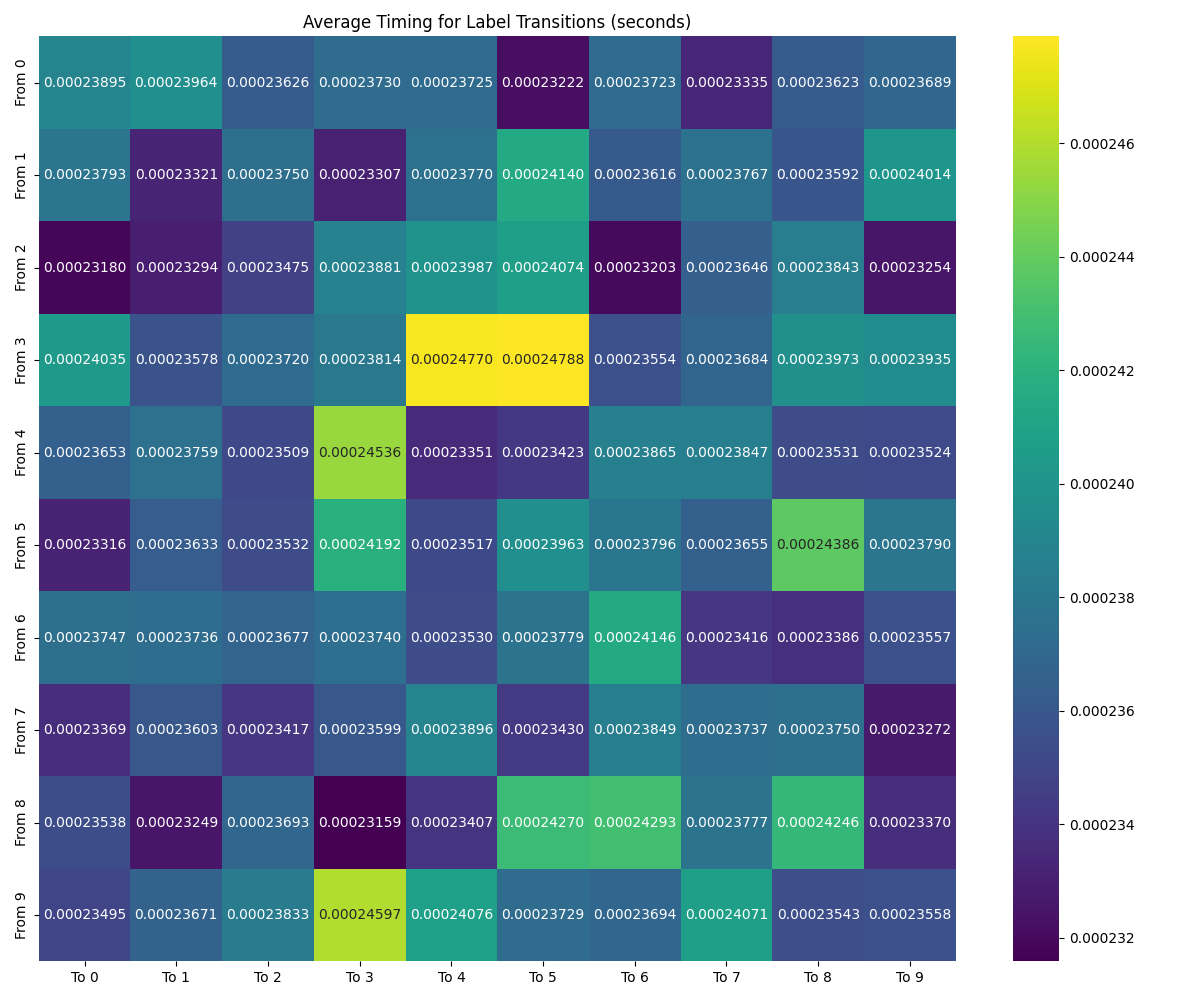 Average Timing for Label Transitions (seconds)
From 0 0.00023895 0.00023964 0.00023626 0.00023730 0.00023725 0.00023222 0.00023723 0.00023335 0.00023623 0.00023689
From 1 0.00023793 0.00023321 0.00023750 0.00023307 0.00023770 0.00024140 0.00023616 0.00023767 0.00023592 0.00024014
From 2 0.00023180 0.00023294 0.00023475 0.00023881 0.00023987 0.00024074 0.00023203 0.00023646 0.00023843 0.00023254
From 3 0.00024035 0.00023578 0.00023720 0.00023814 0.00024770 0.00024788 0.00023554 0.00023684 0.00023973 0.00023935
From 4 0.00023653 0.00023759 0.00023509 0.00024536 0.00023351 0.00023423 0.00023865 0.00023847 0.00023531 0.00023524
From 5 0.00023316 0.00023633 0.00023532 0.00024192 0.00023517 0.00023963 0.00023796 0.00023655 0.00024386 0.00023790
From 6 0.00023747 0.00023736 0.00023677 0.00023740 0.00023530 0.00023779 0.00024146 0.00023416 0.00023386 0.00023557
From 7 0.00023369 0.00023603 0.00023417 0.00023599 0.00023896 0.00023430 0.00023849 0.00023737 0.00023750 0.00023272
From 8 0.00023538 0.00023249 0.00023693 0.00023159 0.00023407 0.00024270 0.00024293 0.00023777 0.00024246 0.00023370
From 9 0.00023495 0.00023671 0.00023833 0.00024597 0.00024076 0.00023729 0.00023694 0.00024071 0.00023543 0.00023558
To 0 To 1 To 2 To 3 To 4 To 5 To 6 To 7 To 8 To 9
0.000246
0.000244
0.000242
0.000240
0.000238
0.000236
0.000234
0.000232